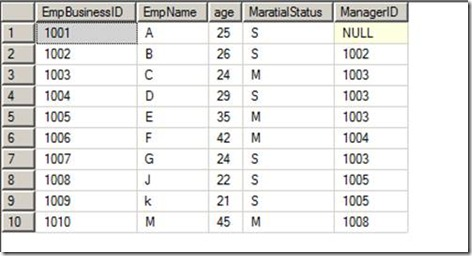 EmpBusinessID EmpName age MaratialStatus ManagerID
1 1001 A 25 S NULL
2 1002 B 26 S 1002
3 1003 C 24 M 1003
4 1004 D 29 S 1003
5 1005 E 35 M 1003
6 1006 F 42 M 1004
7 1007 G 24 S 1003
8 1008 J 22 S 1005
9 1009 k 21 S 1005
10 1010 M 45 M 1008